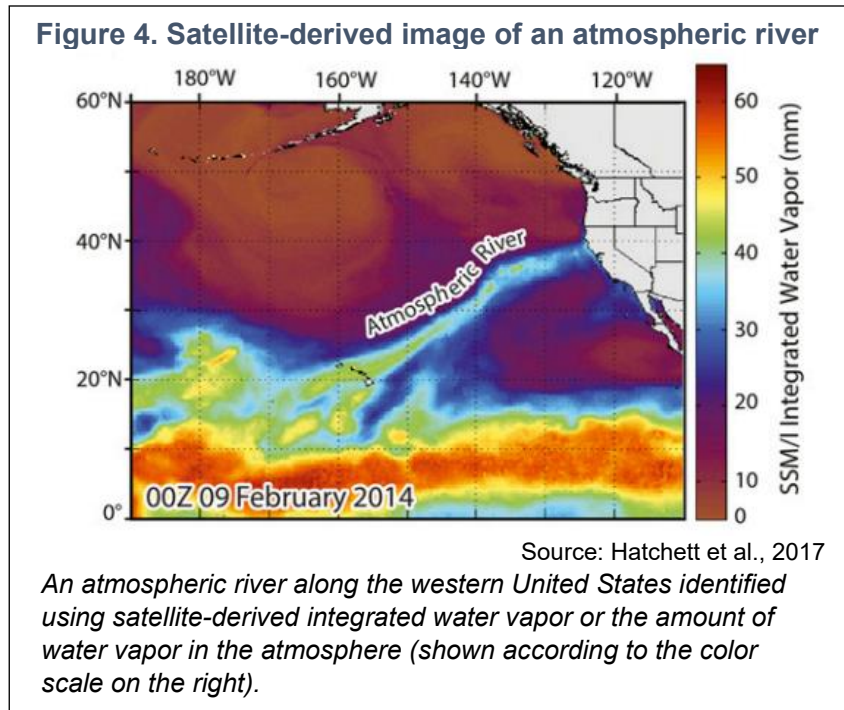 Figure 4. Satellite-derived image of an atmospheric river
180°W 160°W 140°W 120°W
60°N
40°N
20°N
0°
Atmospheric River
00Z 09 February 2014
60
50
40
30
20
10
0
SSM/I Integrated Water Vapor (mm)
Source: Hatchett et al., 2017
An atmospheric river along the western United States identified
using satellite-derived integrated water vapor or the amount of
water vapor in the atmosphere (shown according to the color
scale on the right).